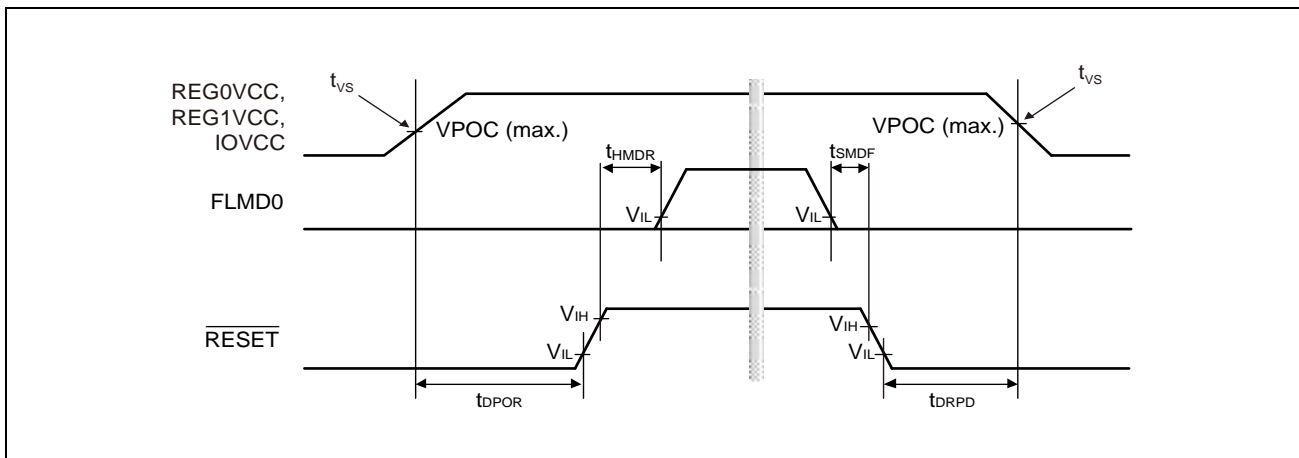 tVS
REG0VCC,
REG1VCC,
IOVCC
VPOC (max.)
tVS
VPOC (max.)
tHMDR
tSMDF
FLMD0
VIL
VIL
RESET
VIH
VIL
VIH
VIL
tDPOR
tDRPD